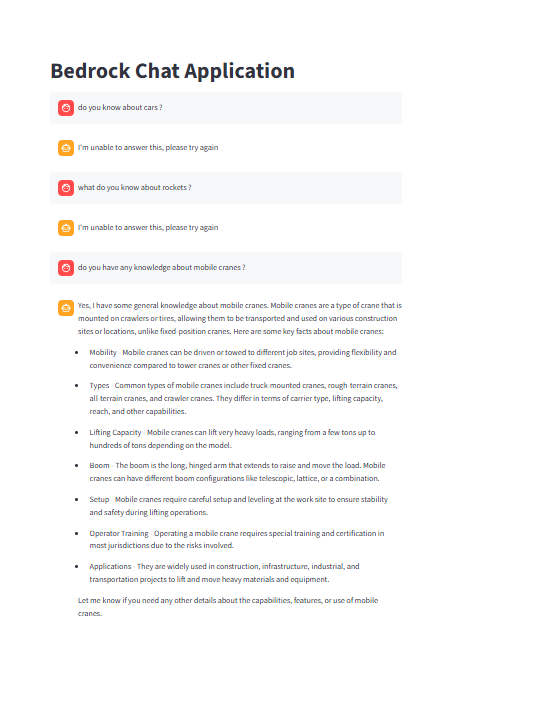 Bedrock Chat Application
do you know about cars ?
I'm unable to answer this, please try again
what do you know about rockets ?
I'm unable to answer this, please try again
do you have any knowledge about mobile cranes ?
Yes, I have some general knowledge about mobile cranes. Mobile cranes are a type of crane that is
mounted on crawlers or tires, allowing them to be transported and used on various construction
sites or locations, unlike fixed-position cranes. Here are some key facts about mobile cranes:
• Mobility - Mobile cranes can be driven or towed to different job sites, providing flexibility and
convenience compared to tower cranes or other fixed cranes.
• Types - Common types of mobile cranes include truck-mounted cranes, rough-terrain cranes,
all-terrain cranes, and crawler cranes. They differ in terms of carrier type, lifting capacity,
reach, and other capabilities.
• Lifting Capacity - Mobile cranes can lift very heavy loads, ranging from a few tons up to
hundreds of tons depending on the model.
• Boom - The boom is the long, hinged arm that extends to raise and move the load. Mobile
cranes can have different boom configurations like telescopic, lattice, or a combination.
• Setup - Mobile cranes require careful setup and leveling at the work site to ensure stability
and safety during lifting operations.
• Operator Training - Operating a mobile crane requires special training and certification in
most jurisdictions due to the risks involved.
• Applications - They are widely used in construction, infrastructure, industrial, and
transportation projects to lift and move heavy materials and equipment.
Let me know if you need any other details about the capabilities, features, or use of mobile
cranes.